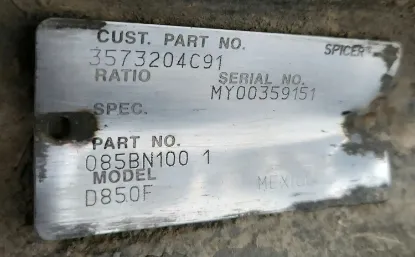 CUST. PART NO. SPICER
3573204C91
RATIO SERIAL NO.
MY00359151
SPEC.
PART NO.
085BN100 1
MODEL
D850F MEXICO